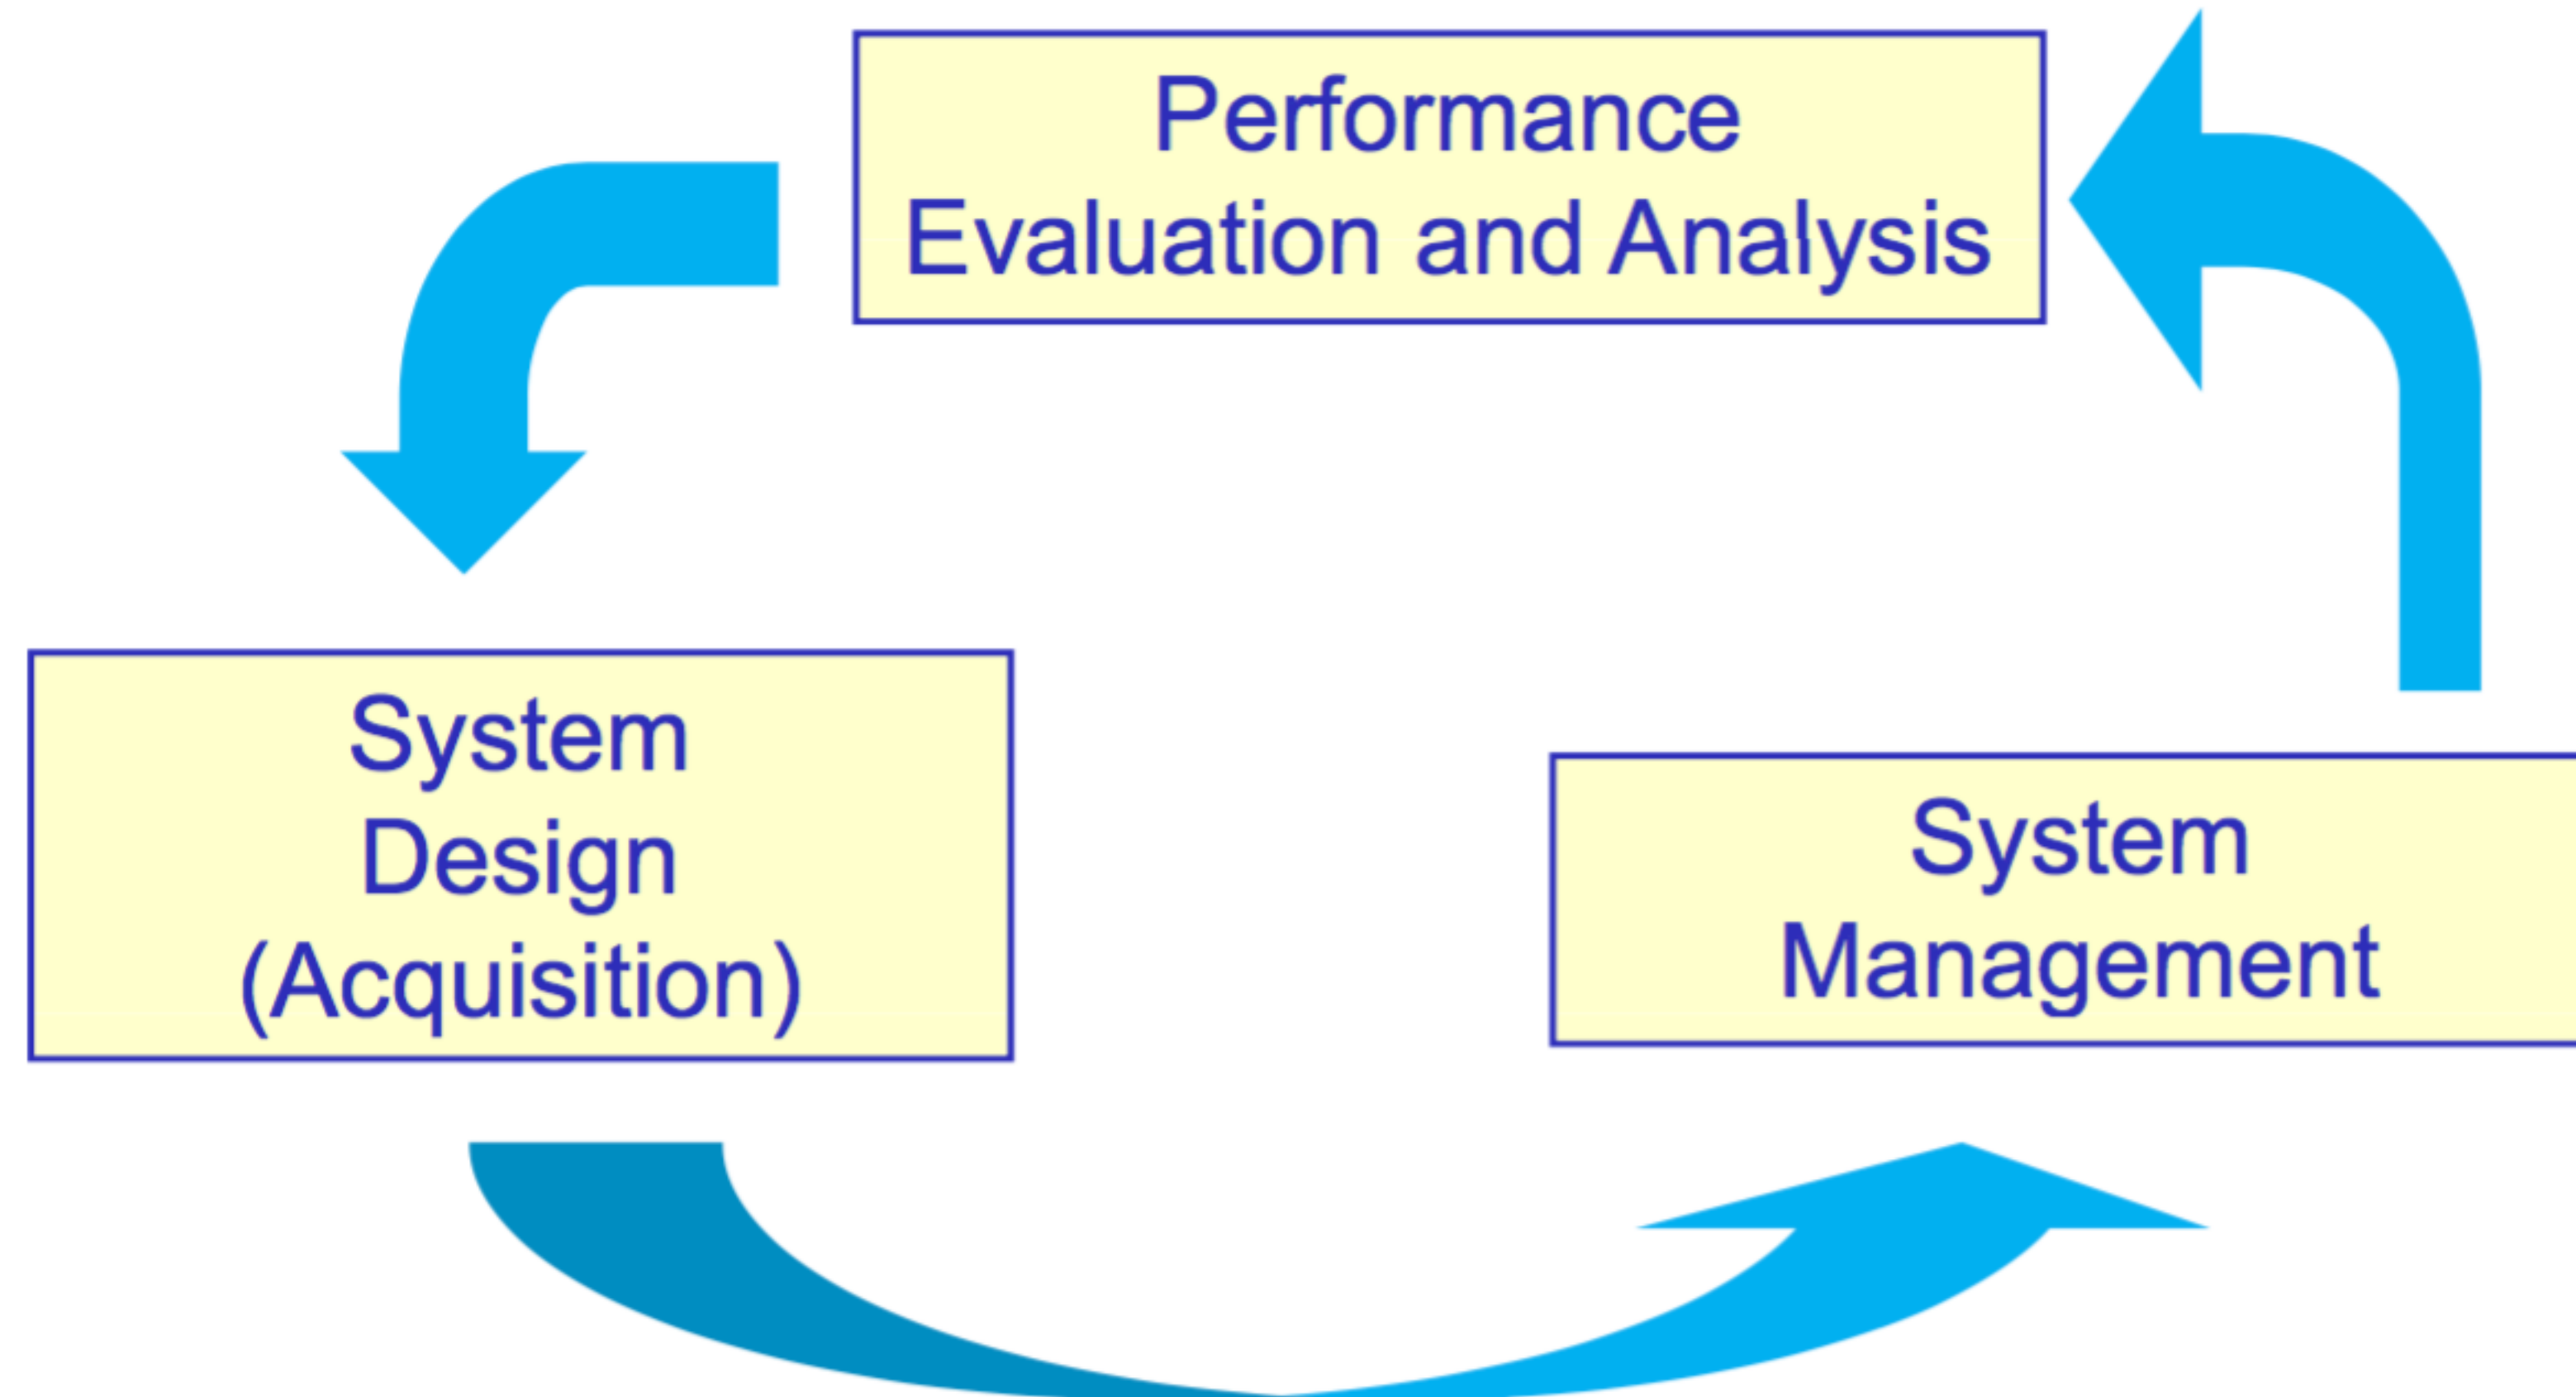 Performance
Evaluation and Analysis
System
Design
(Acquisition)
System
Management